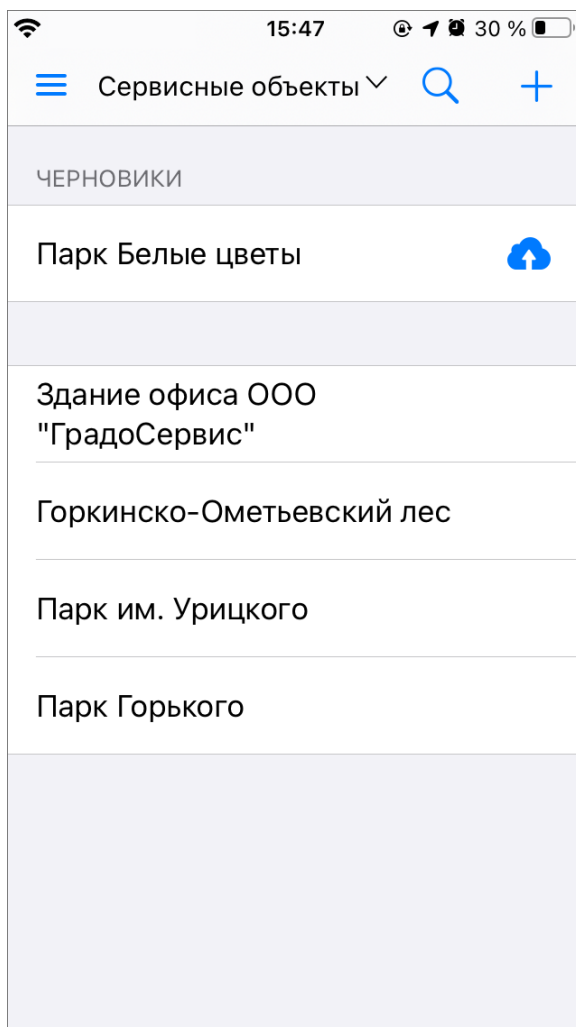 15:47 30 %
Сервисные объекты
ЧЕРНОВИКИ
Парк Белые цветы
Здание офиса ООО
"ГрадоСервис"
Горкинско-Ометьевский лес
Парк им. Урицкого
Парк Горького